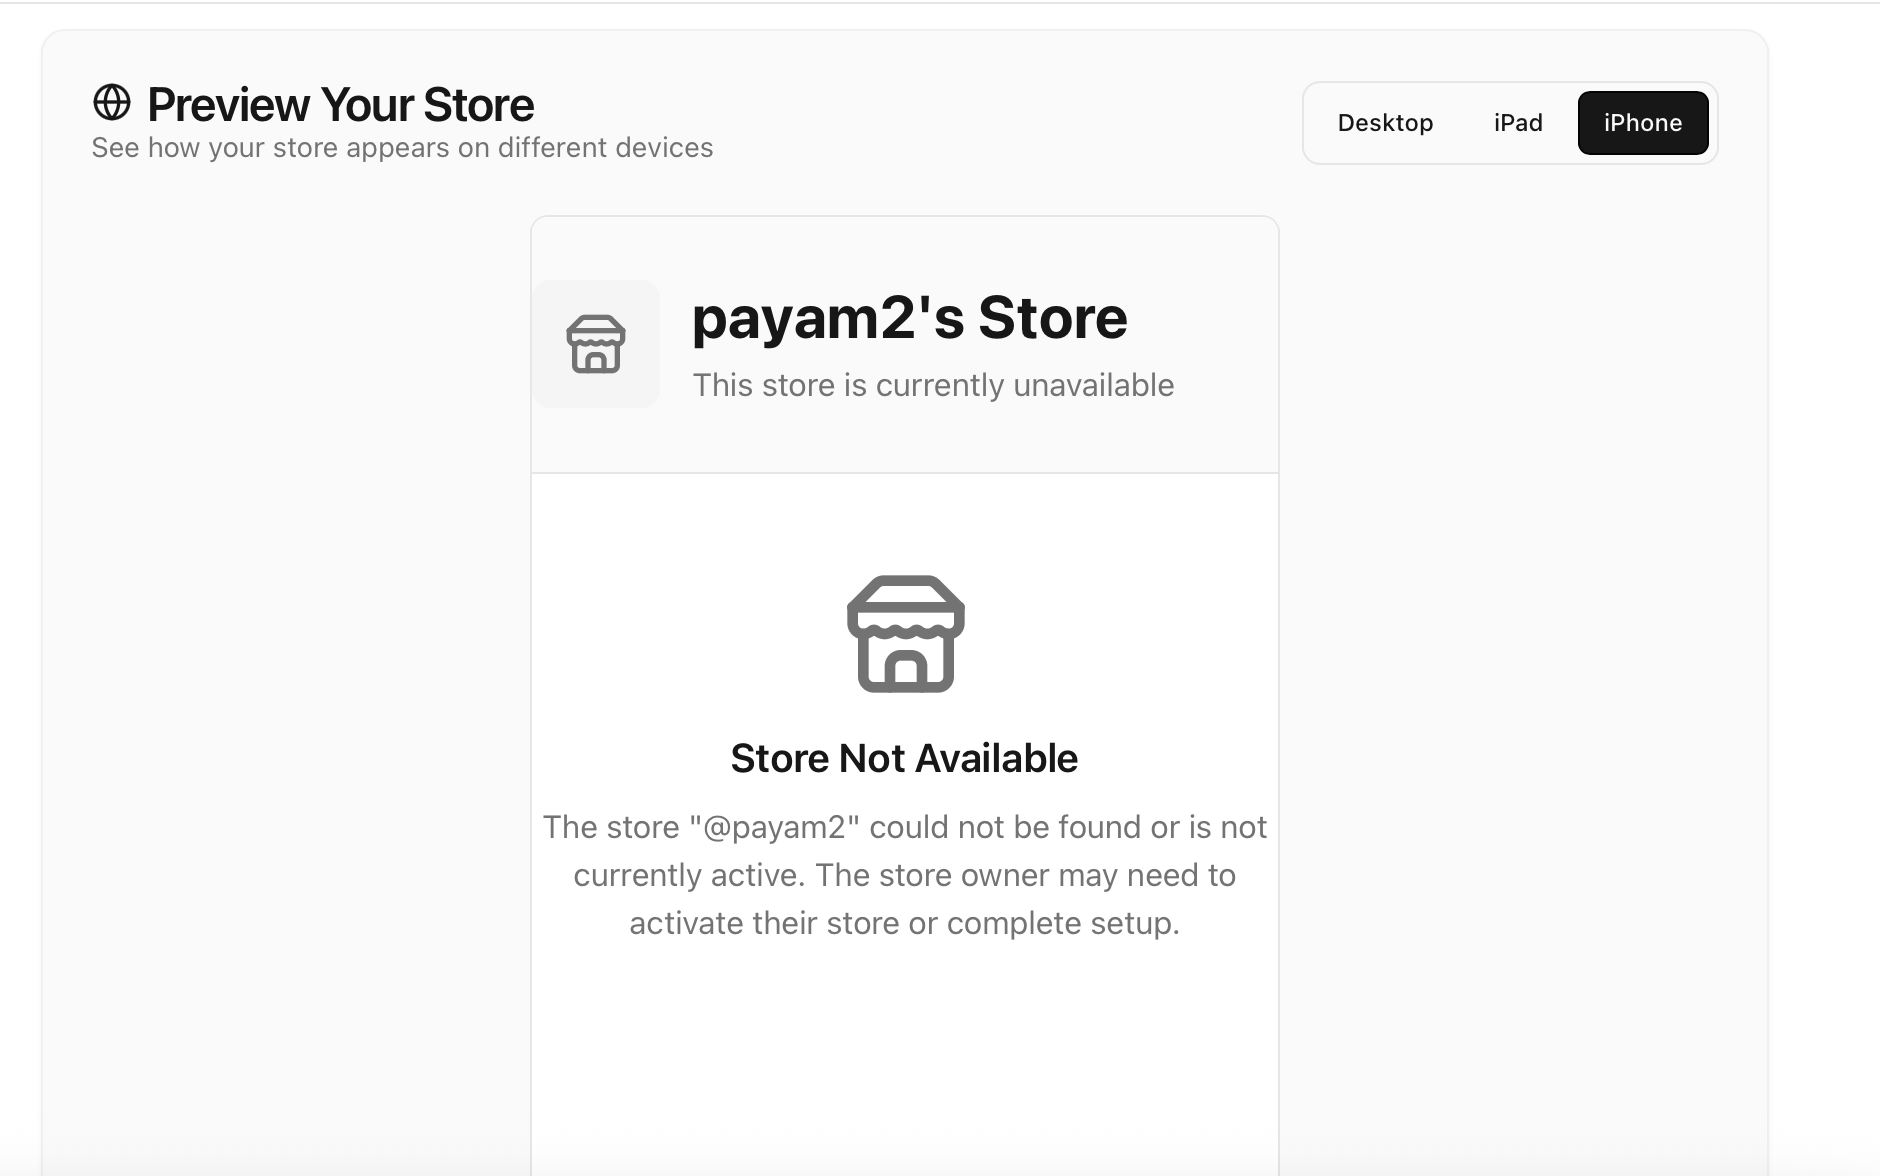 Preview Your Store
See how your store appears on different devices
Desktop
iPad
iPhone
payam2's Store
This store is currently unavailable
Store Not Available
The store "@payam2" could not be found or is not
currently active. The store owner may need to
activate their store or complete setup.